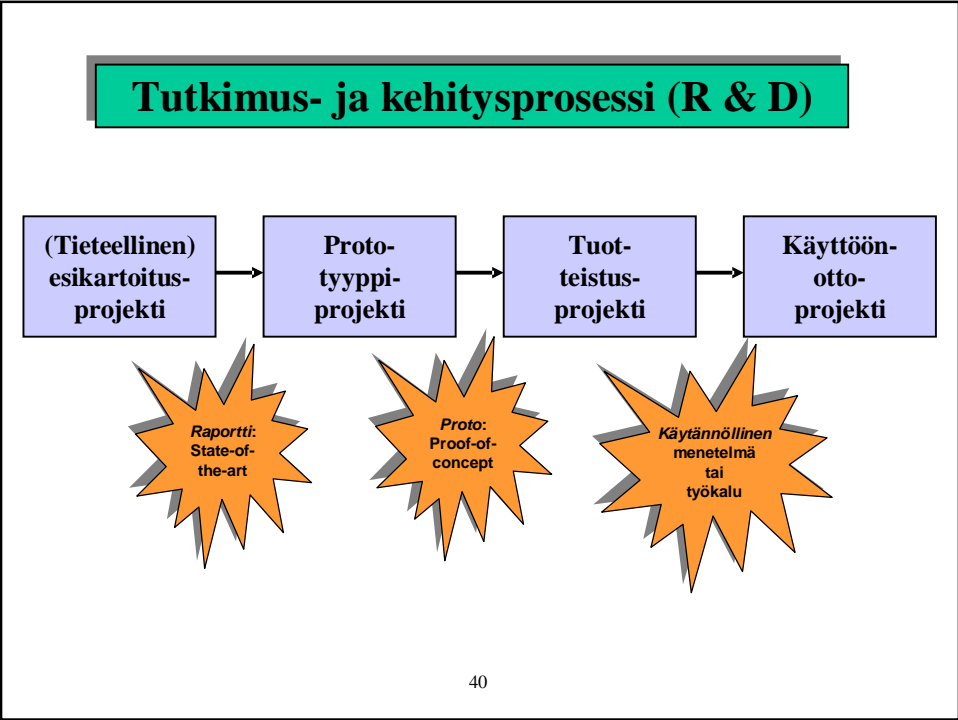 Tutkimus- ja kehitysprosessi (R & D)
(Tieteellinen)
esikartoitus-
projekti
Proto-
tyyppi-
projekti
Tuot-
teistus-
projekti
Käyttöön-
otto-
projekti
Raportti:
State-of-
the-art
Proto:
Proof-of-
concept
Käytännöllinen
menetelmä
tai
työkalu
40